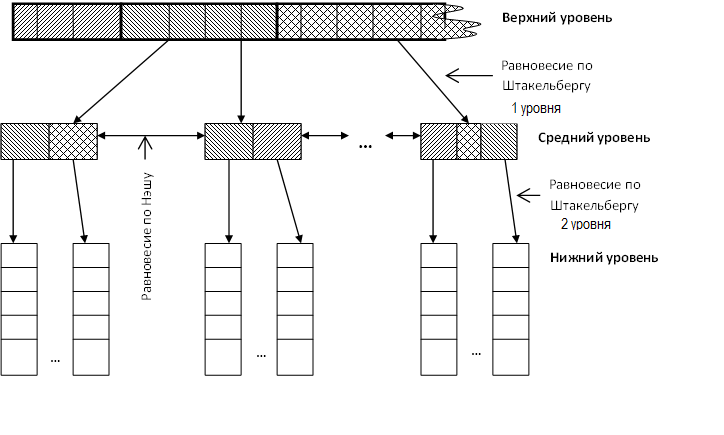 Верхний уровень
Равновесие по
Штакельбергу
1 уровня
Средний уровень
...
Равновесие по Нэшу
Равновесие по
Штакельбергу
2 уровня
Нижний уровень
...
...
...